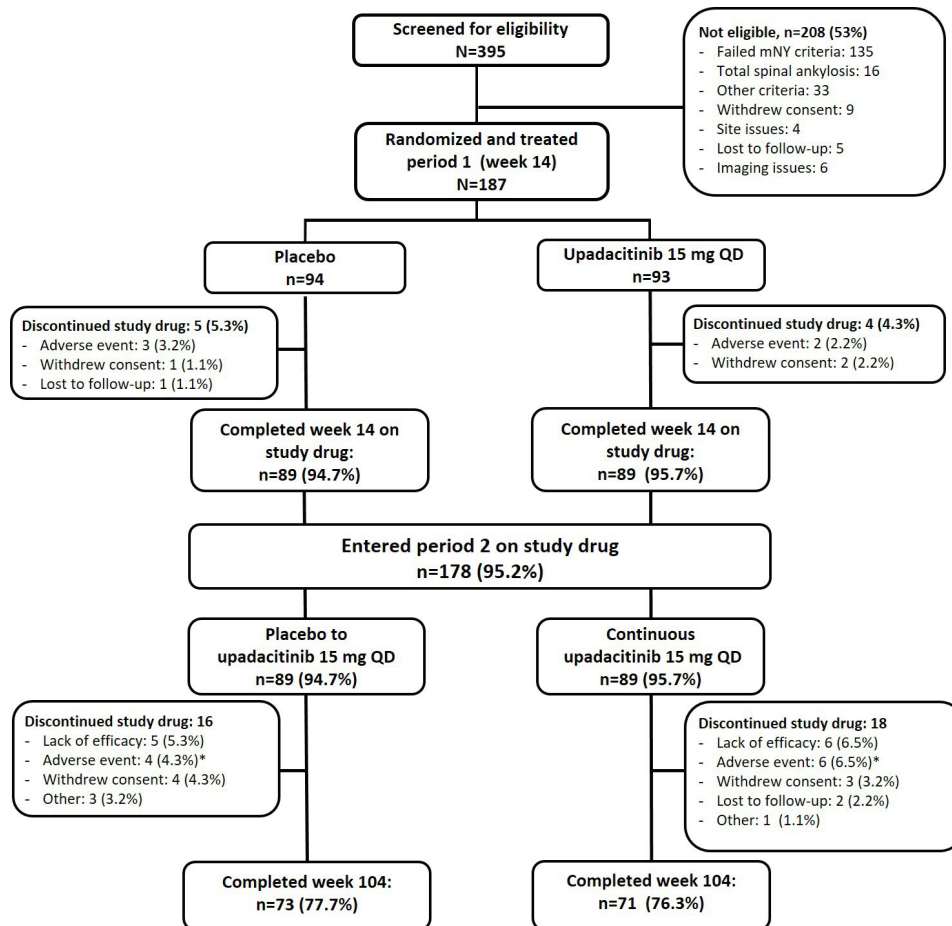 Screened for eligibility
N=395
Not eligible, n=208 (53%)
- Failed mNY criteria: 135
- Total spinal ankylosis: 16
- Other criteria: 33
- Withdrew consent: 9
- Site issues: 4
- Lost to follow-up: 5
- Imaging issues: 6
Randomized and treated
period 1 (week 14)
N=187
Placebo
n=94
Upadacitinib 15 mg QD
n=93
Discontinued study drug: 5 (5.3%)
- Adverse event: 3 (3.2%)
- Withdrew consent: 1 (1.1%)
- Lost to follow-up: 1 (1.1%)
Discontinued study drug: 4 (4.3%)
- Adverse event: 2 (2.2%)
- Withdrew consent: 2 (2.2%)
Completed week 14 on
study drug:
n=89 (94.7%)
Completed week 14 on
study drug:
n=89 (95.7%)
Entered period 2 on study drug
n=178 (95.2%)
Placebo to
upadacitinib 15 mg QD
n=89 (94.7%)
Continuous
upadacitinib 15 mg QD
n=89 (95.7%)
Discontinued study drug: 16
- Lack of efficacy: 5 (5.3%)
- Adverse event: 4 (4.3%)*
- Withdrew consent: 4 (4.3%)
- Other: 3 (3.2%)
Discontinued study drug: 18
- Lack of efficacy: 6 (6.5%)
- Adverse event: 6 (6.5%)*
- Withdrew consent: 3 (3.2%)
- Lost to follow-up: 2 (2.2%)
- Other: 1 (1.1%)
Completed week 104:
n=73 (77.7%)
Completed week 104:
n=71 (76.3%)